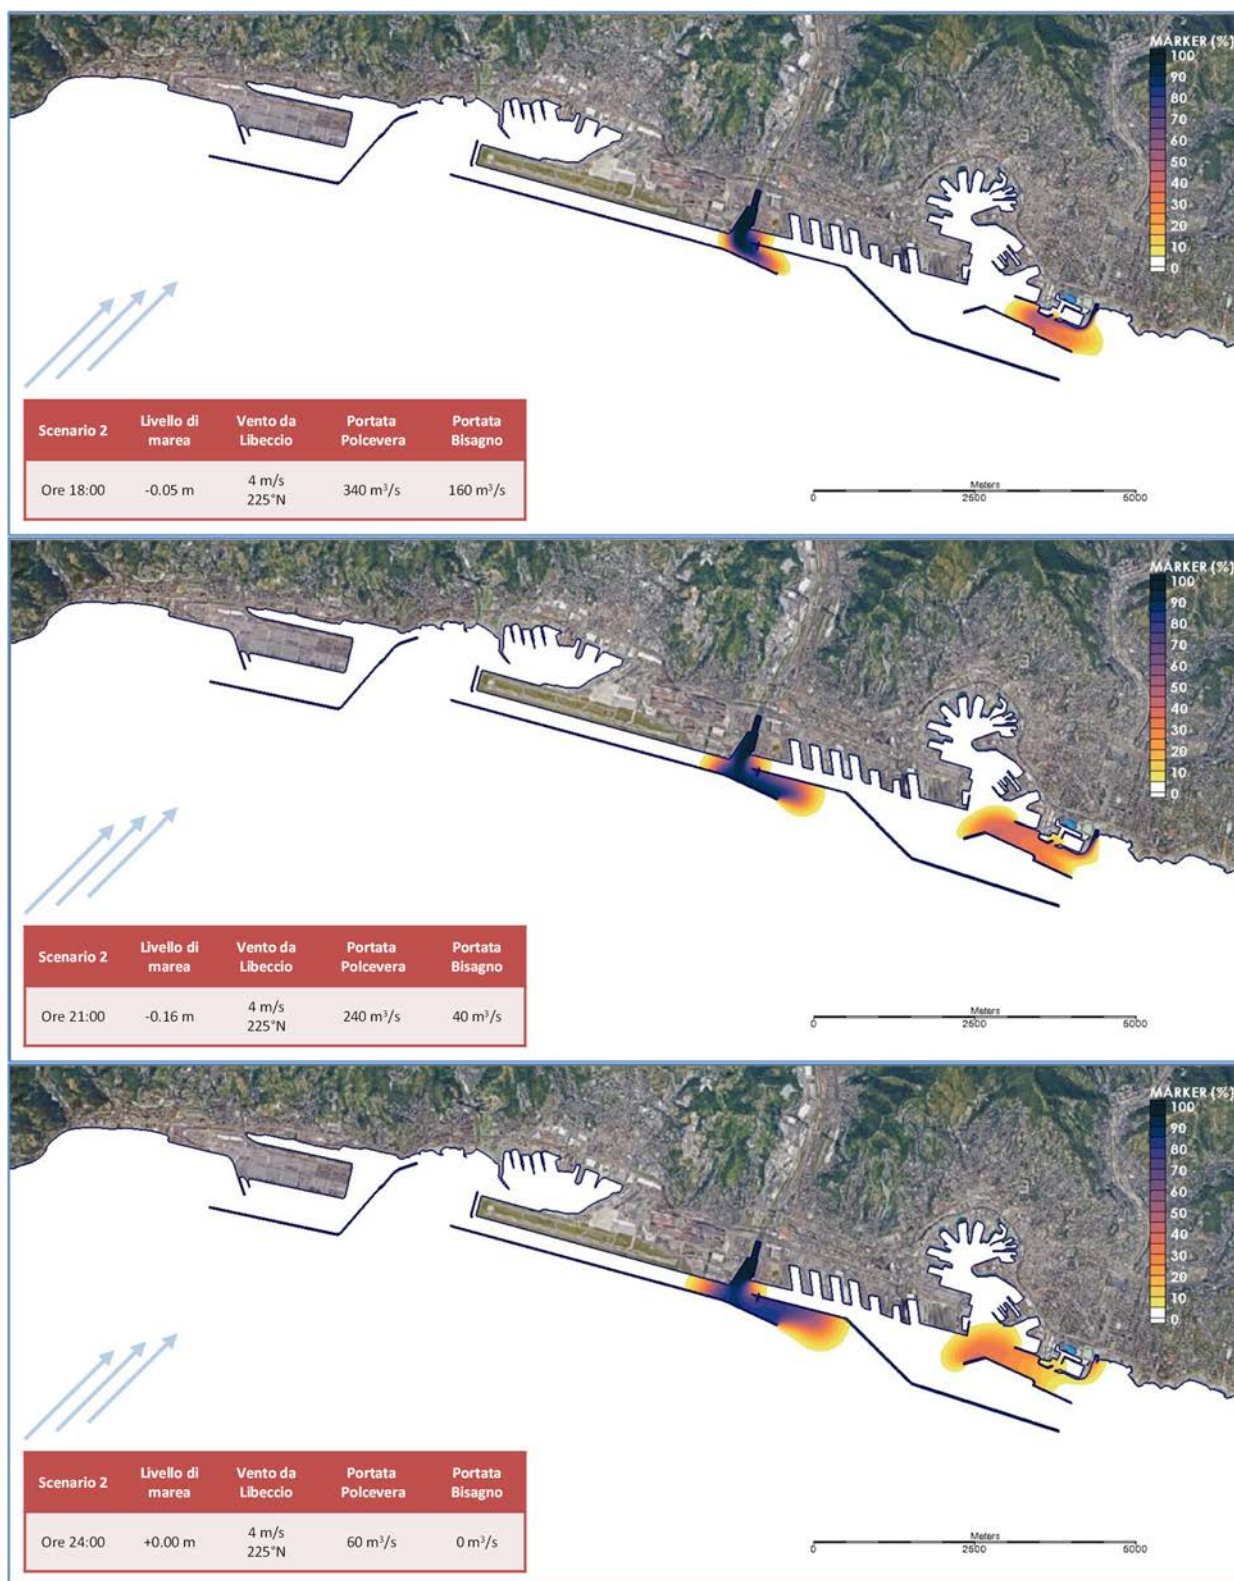 MARKER (%)
100
90
80
70
60
50
40
30
20
10
0
Scenario 2 Livello di marea Vento da Libeccio Portata Polcevera Portata Bisagno
Ore 18:00 -0.05 m 4 m/s 225°N 340 m³/s 160 m³/s
Meters
0 2500 5000
MARKER (%)
100
90
80
70
60
50
40
30
20
10
0
Scenario 2 Livello di marea Vento da Libeccio Portata Polcevera Portata Bisagno
Ore 21:00 -0.16 m 4 m/s 225°N 240 m³/s 40 m³/s
Meters
0 2500 5000
MARKER (%)
100
90
80
70
60
50
40
30
20
10
0
Scenario 2 Livello di marea Vento da Libeccio Portata Polcevera Portata Bisagno
Ore 24:00 +0.00 m 4 m/s 225°N 60 m³/s 0 m³/s
Meters
0 2500 5000